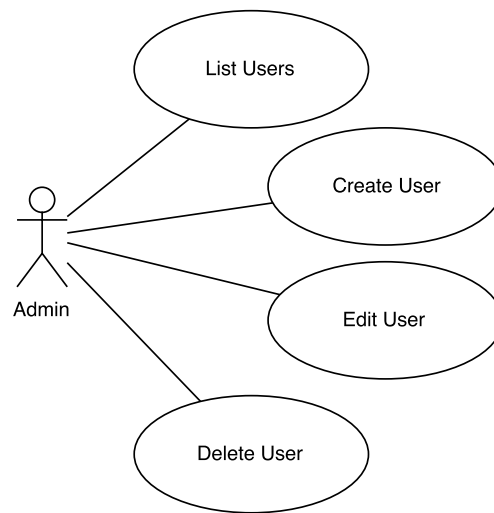 List Users
Create User
Admin
Edit User
Delete User